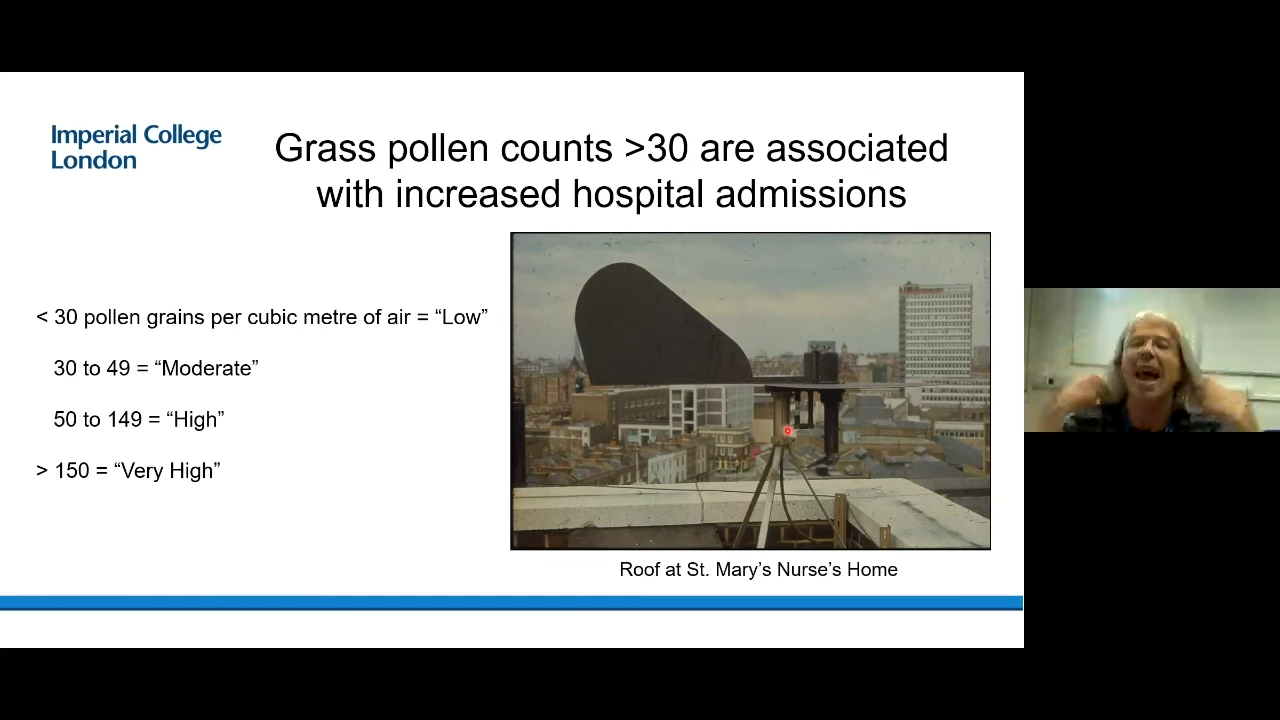 Imperial College
London
Grass pollen counts >30 are associated
with increased hospital admissions
< 30 pollen grains per cubic metre of air = “Low”
30 to 49 = “Moderate”
50 to 149 = “High”
> 150 = “Very High”
Roof at St. Mary’s Nurse’s Home